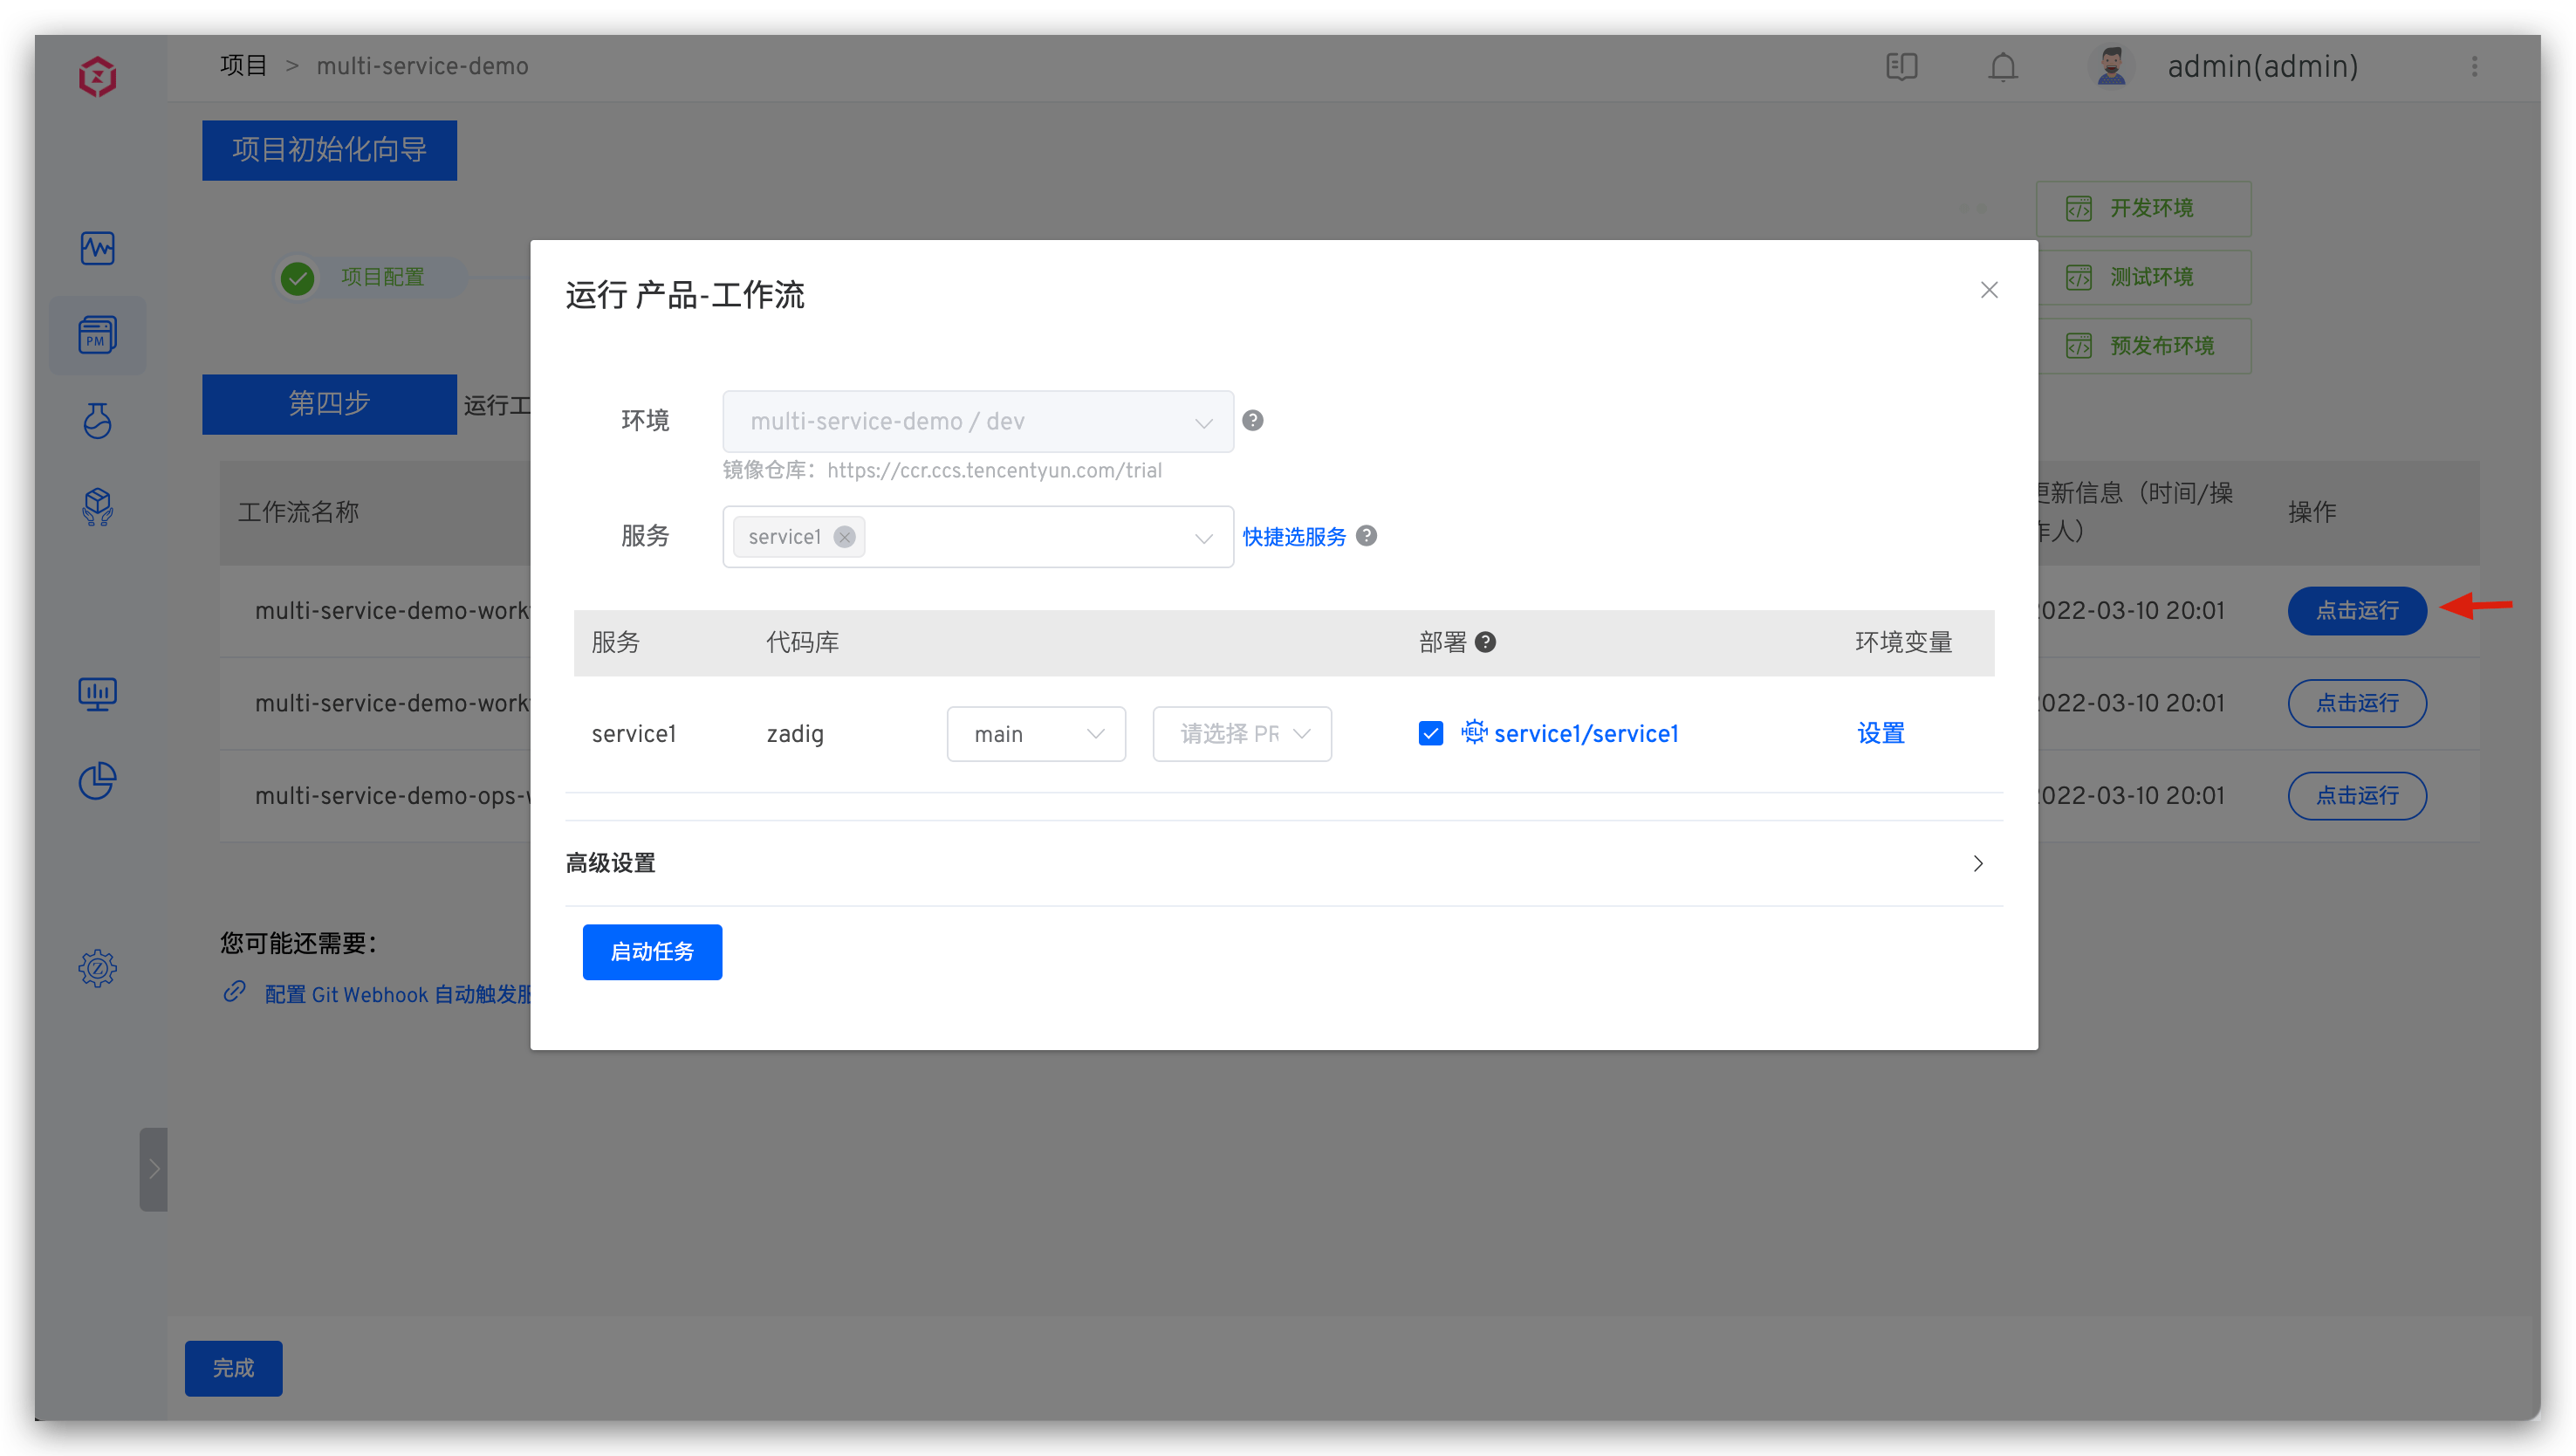 项目 > multi-service-demo
admin(admin)
项目初始化向导
项目配置
开发环境
测试环境
预发布环境
第四步
运行工
工作流名称
更新信息（时间/操
作人）
操作
multi-service-demo-work
2022-03-10 20:01
点击运行
multi-service-demo-work
2022-03-10 20:01
点击运行
multi-service-demo-ops-w
2022-03-10 20:01
点击运行
您可能还需要：
配置 Git Webhook 自动触发服
完成
PM
运行 产品-工作流
环境
multi-service-demo / dev
镜像仓库：https://ccr.ccs.tencentyun.com/trial
服务
service1
快捷选服务
服务 代码库 部署 环境变量
service1 zadig main 请选择 PR HELM service1/service1 设置
高级设置
启动任务